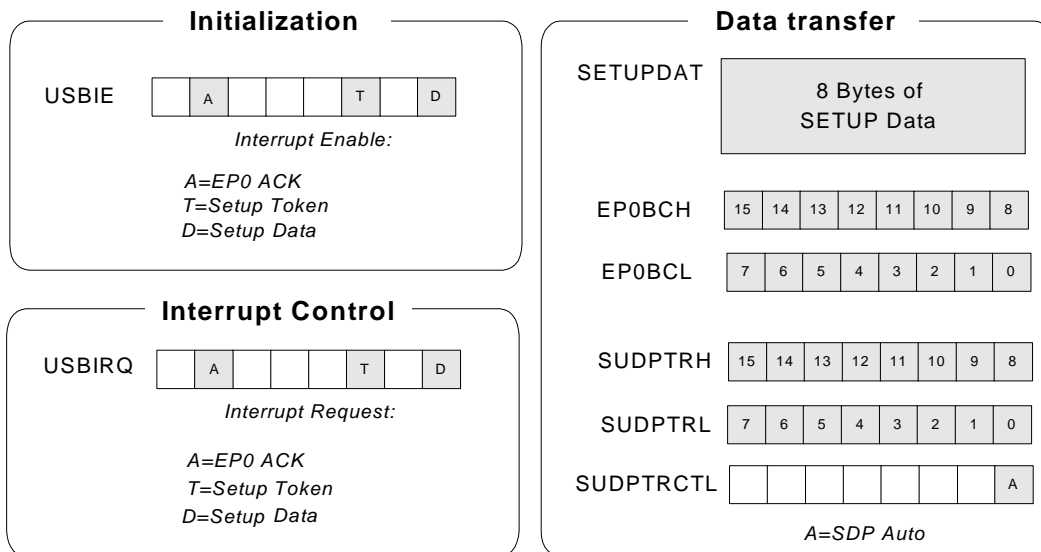 Initialization
USBIE
A T D
Interrupt Enable:
A=EP0 ACK
T=Setup Token
D=Setup Data
Interrupt Control
USBIRQ
A T D
Interrupt Request:
A=EP0 ACK
T=Setup Token
D=Setup Data
Data transfer
SETUPDAT
8 Bytes of
SETUP Data
EP0BCH
15 14 13 12 11 10 9 8
EP0BCL
7 6 5 4 3 2 1 0
SUDPTRH
15 14 13 12 11 10 9 8
SUDPTRL
7 6 5 4 3 2 1 0
SUDPTRCTL
A
A=SDP Auto